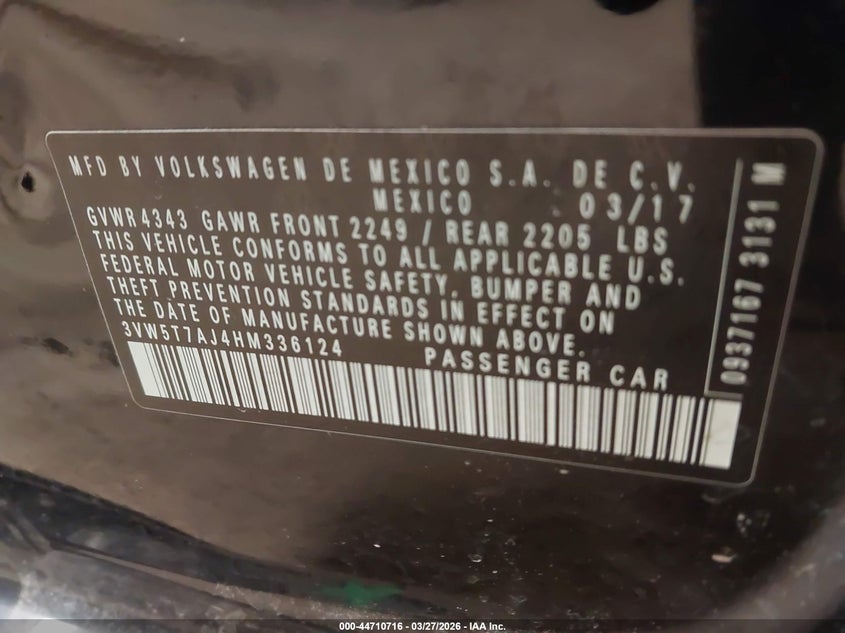 MFD BY VOLKSWAGEN DE MEXICO S.A. DE C.V.
MEXICO 03/17
GVWR 4343 GAWR FRONT 2249 / REAR 2205 LBS
THIS VEHICLE CONFORMS TO ALL APPLICABLE U.S.
FEDERAL MOTOR VEHICLE SAFETY, BUMPER AND
THEFT PREVENTION STANDARDS IN EFFECT ON
THE DATE OF MANUFACTURE SHOWN ABOVE.
3VW5T7AJ4HM336124 PASSENGER CAR
0937167 3131 M
000-44710716 - 03/27/2026 - IAA Inc.